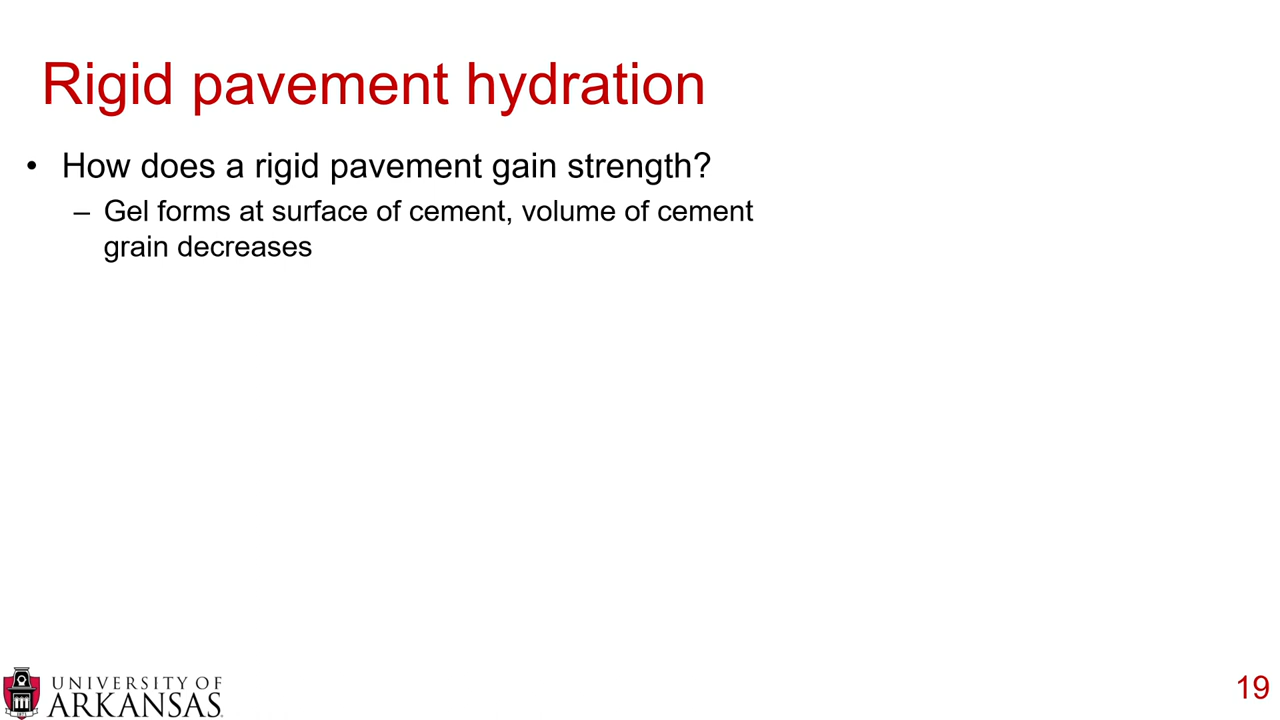 Rigid pavement hydration
• How does a rigid pavement gain strength?
– Gel forms at surface of cement, volume of cement
grain decreases
UNIVERSITY OF
ARKANSAS
19